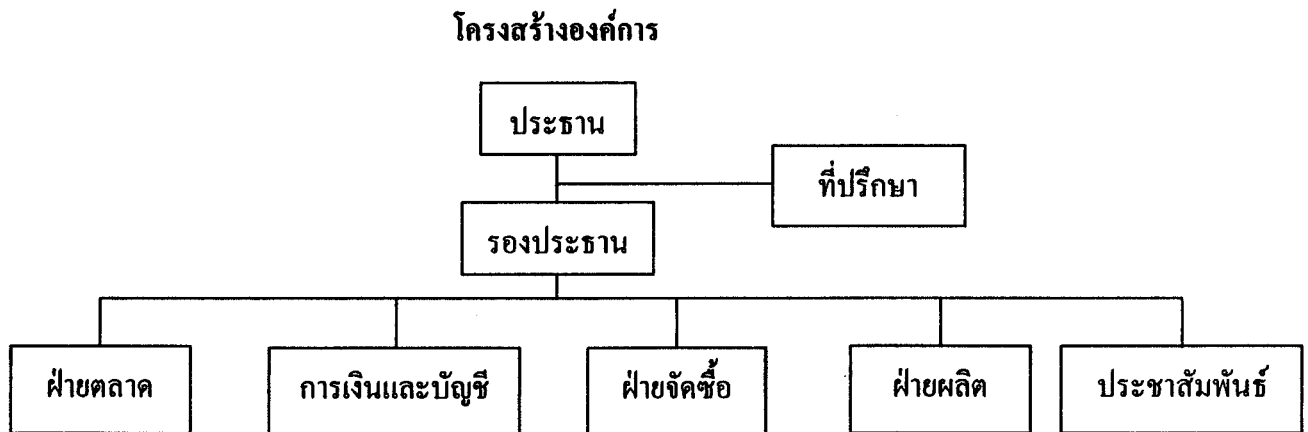 โครงสร้างองค์การ
ประธาน
ที่ปรึกษา
รองประธาน
ฝ่ายตลาด
การเงินและบัญชี
ฝ่ายจัดซื้อ
ฝ่ายผลิต
ประชาสัมพันธ์